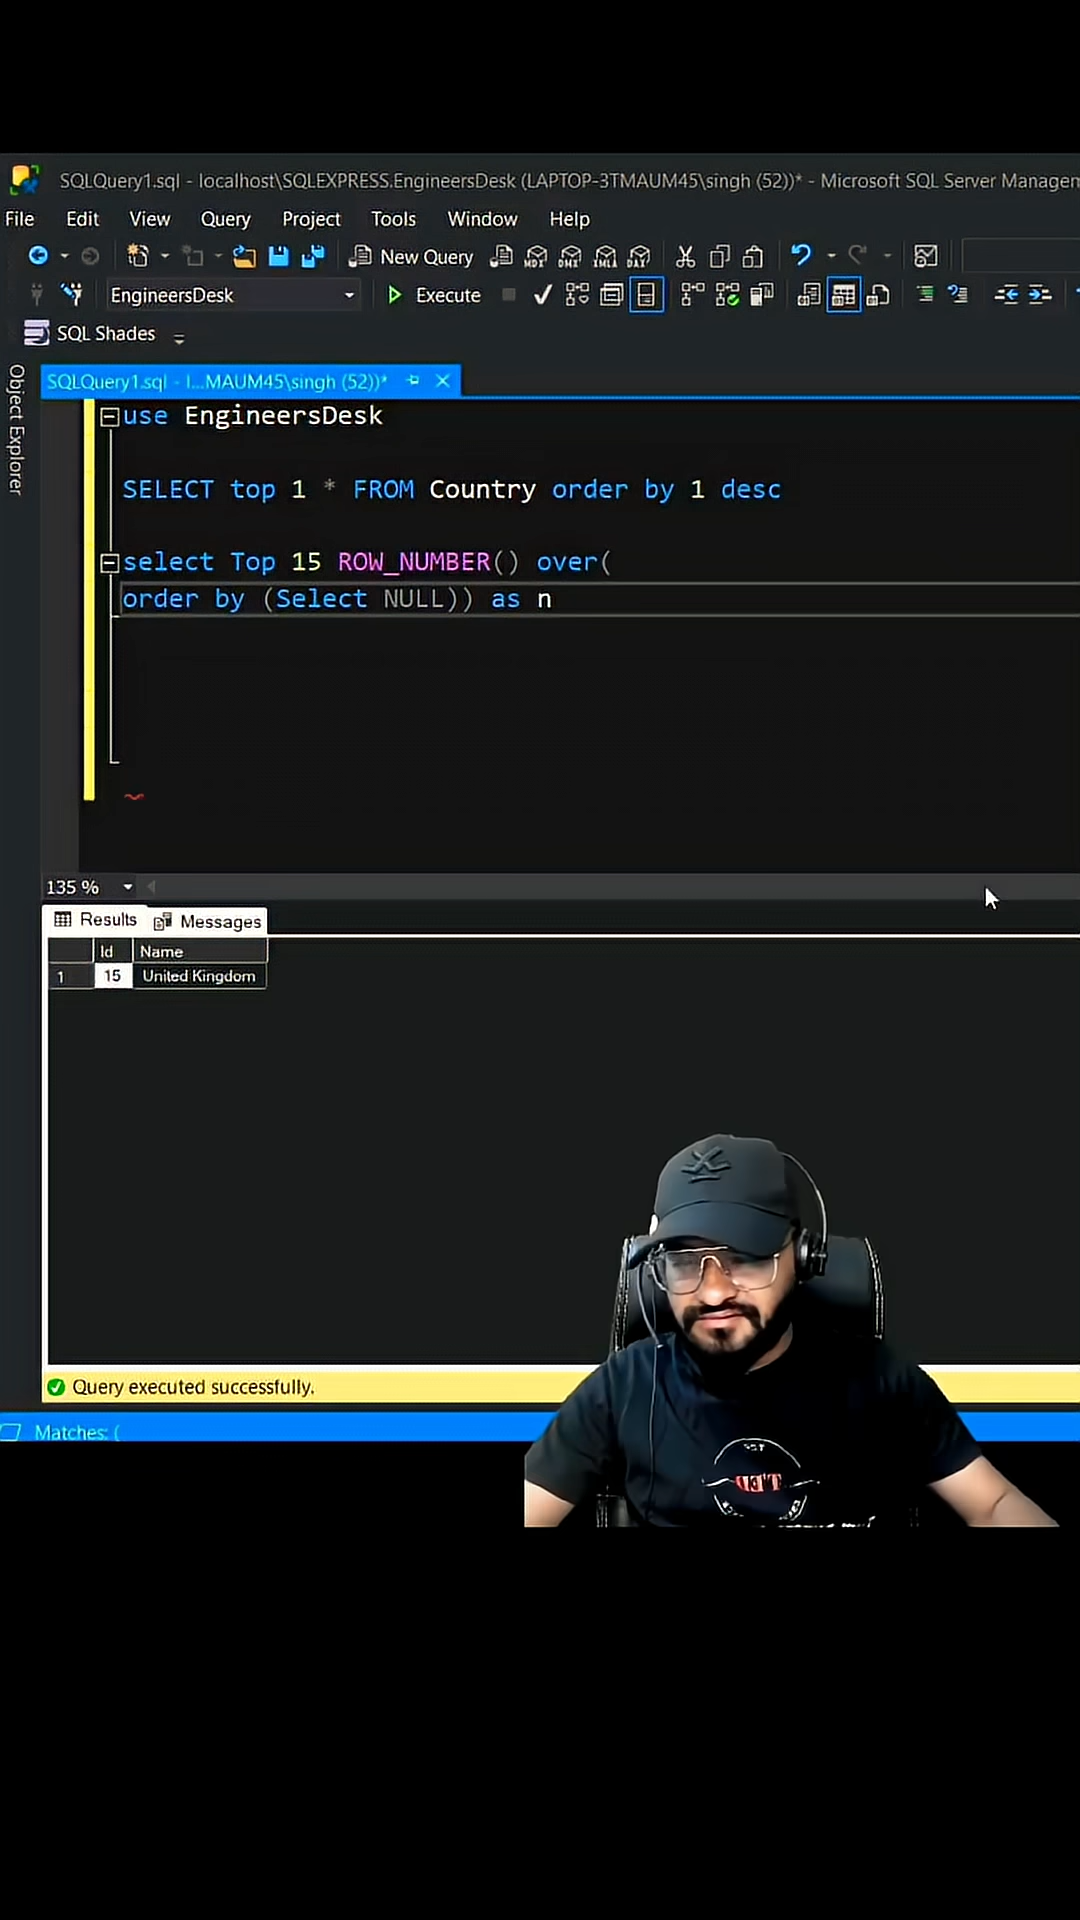 SQLQuery1.sql - localhost\SQLEXPRESS.EngineersDesk (LAPTOP-3TMAUM45\singh (52))* - Microsoft SQL Server Managem
File Edit View Query Project Tools Window Help
New Query
EngineersDesk Execute
SQL Shades
Object Explorer
SQLQuery1.sql - l...MAUM45\singh (52))*
use EngineersDesk
SELECT top 1 * FROM Country order by 1 desc
select Top 15 ROW_NUMBER() over(
order by (Select NULL)) as n
135 %
Results Messages
Id Name
1 15 United Kingdom
Query executed successfully.
Matches: (